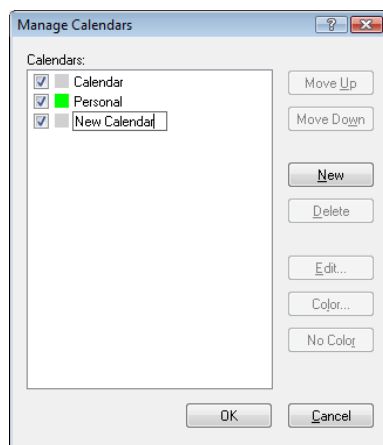 Manage Calendars
Calendars:
Calendar
Personal
New Calendar
Move Up
Move Down
New
Delete
Edit...
Color...
No Color
OK
Cancel